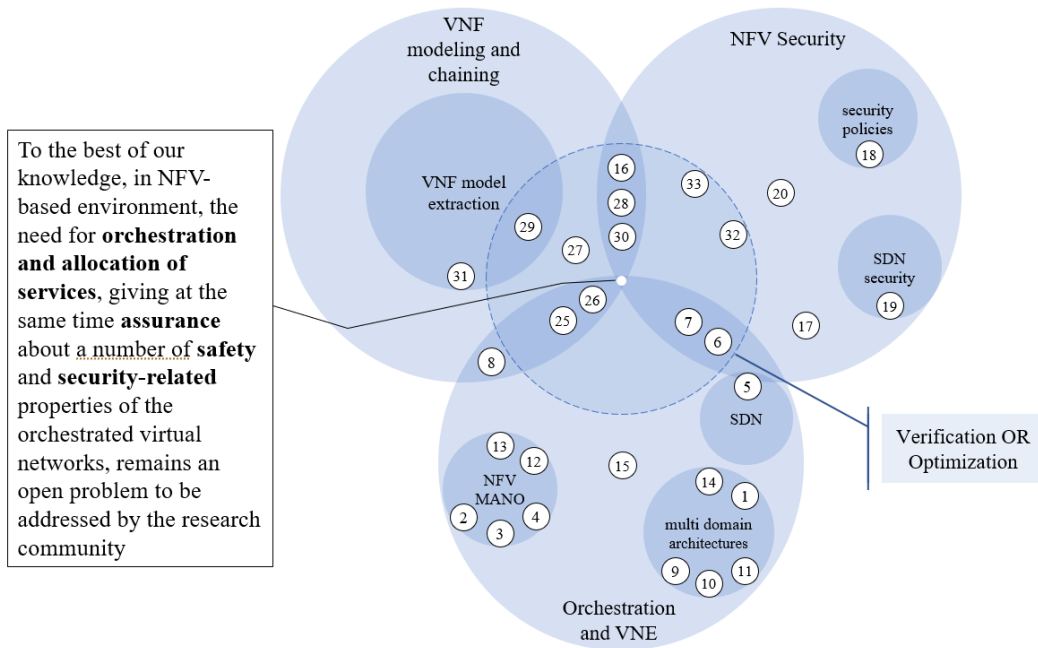 VNF
modeling and
chaining
NFV Security
security
policies
18
VNF model
extraction
16
33
20
28
29
30
32
27
31
SDN
security
19
To the best of our
knowledge, in NFV-
based environment, the
need for orchestration
and allocation of
services, giving at the
same time assurance
about a number of safety
and security-related
properties of the
orchestrated virtual
networks, remains an
open problem to be
addressed by the research
community
26
25
7
6
17
8
5
SDN
Verification OR
Optimization
13
12
NFV
MANO
2
3
4
15
14
1
multi domain
architectures
9
10
11
Orchestration
and VNE